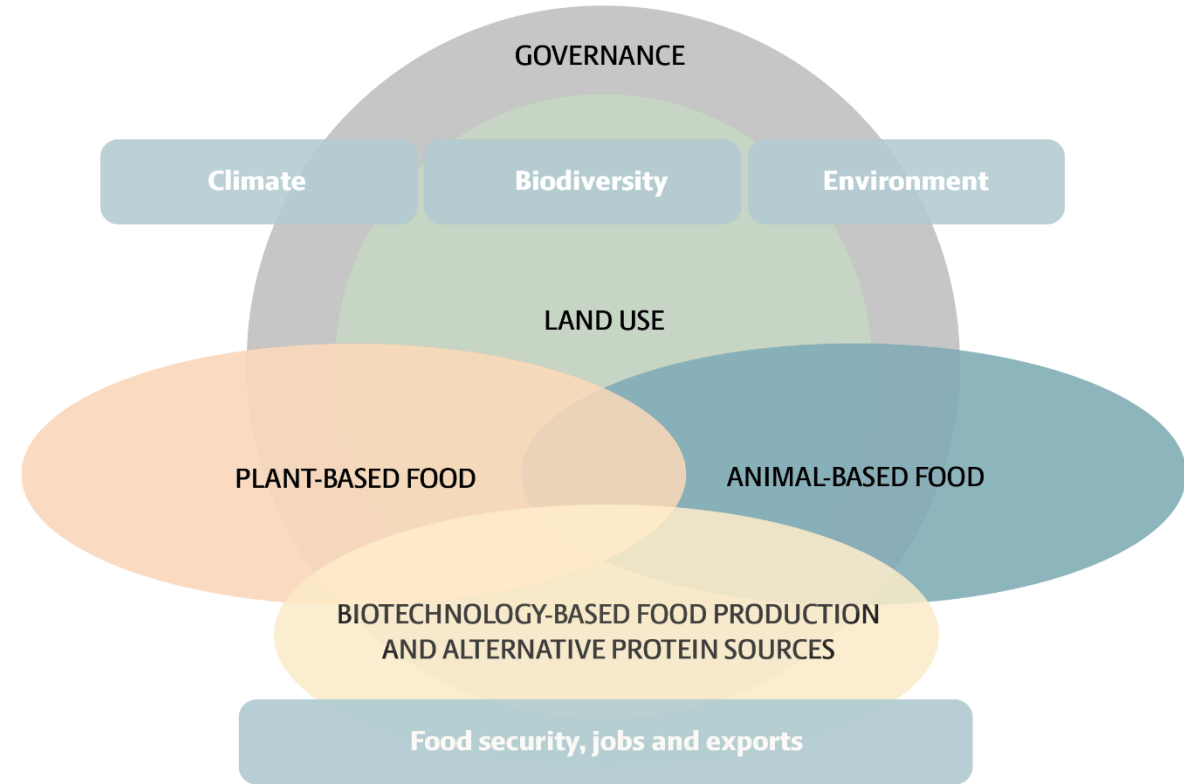 GOVERNANCE
Climate
Biodiversity
Environment
LAND USE
PLANT-BASED FOOD
ANIMAL-BASED FOOD
BIOTECHNOLOGY-BASED FOOD PRODUCTION
AND ALTERNATIVE PROTEIN SOURCES
Food security, jobs and exports